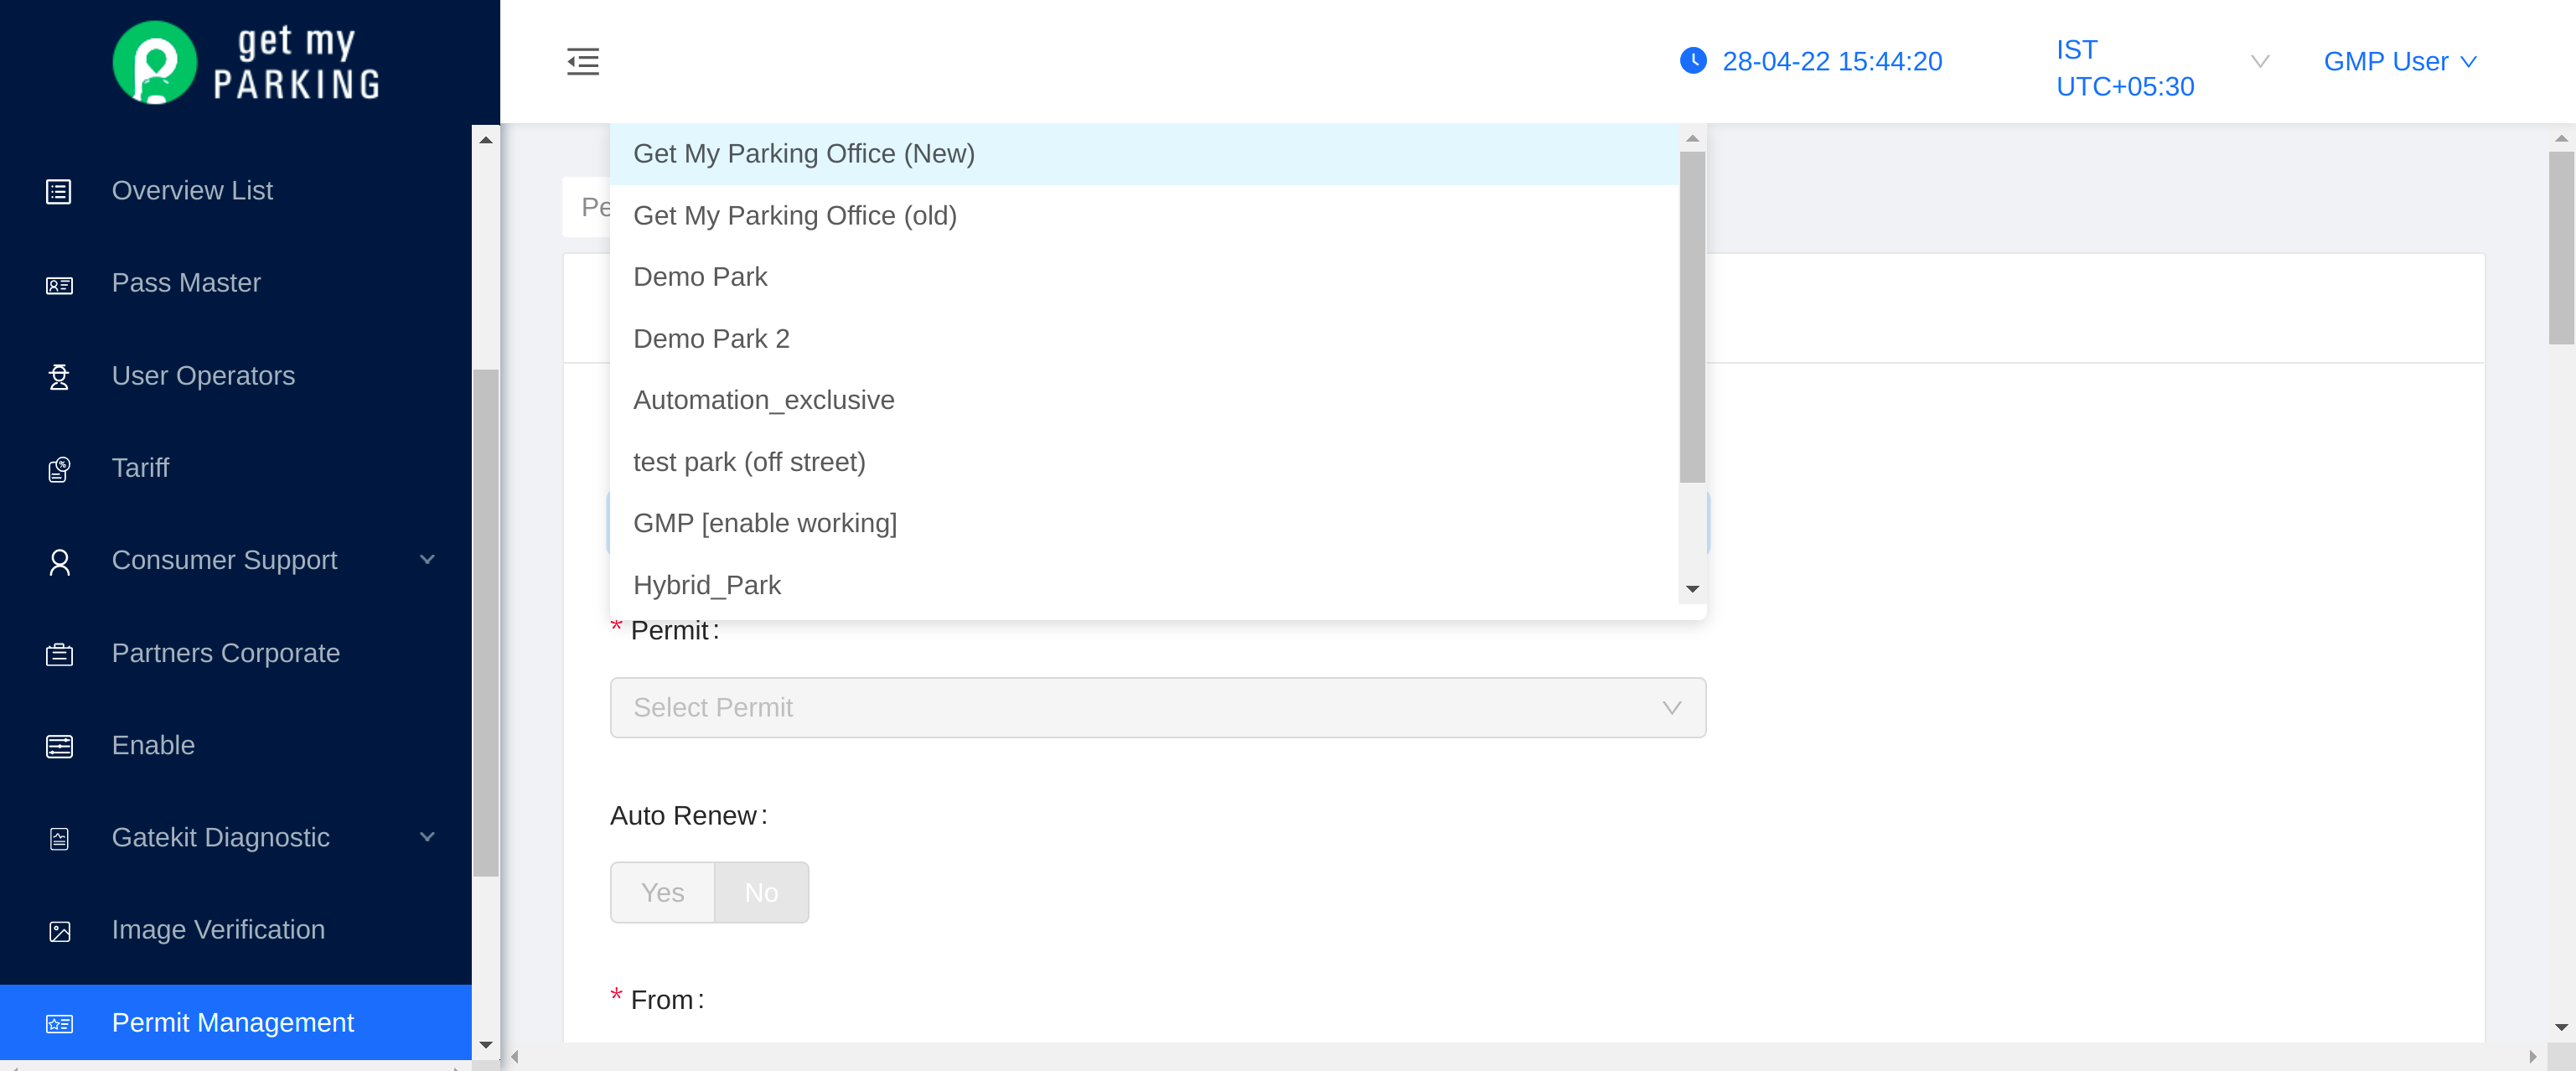 get my
PARKING
28-04-22 15:44:20
IST
UTC+05:30
GMP User
Overview List
Pass Master
User Operators
Tariff
Consumer Support
Partners Corporate
Enable
Gatekit Diagnostic
Image Verification
Permit Management
Get My Parking Office (New)
Get My Parking Office (old)
Demo Park
Demo Park 2
Automation_exclusive
test park (off street)
GMP [enable working]
Hybrid_Park
* Permit:
Select Permit
Auto Renew:
Yes No
* From: